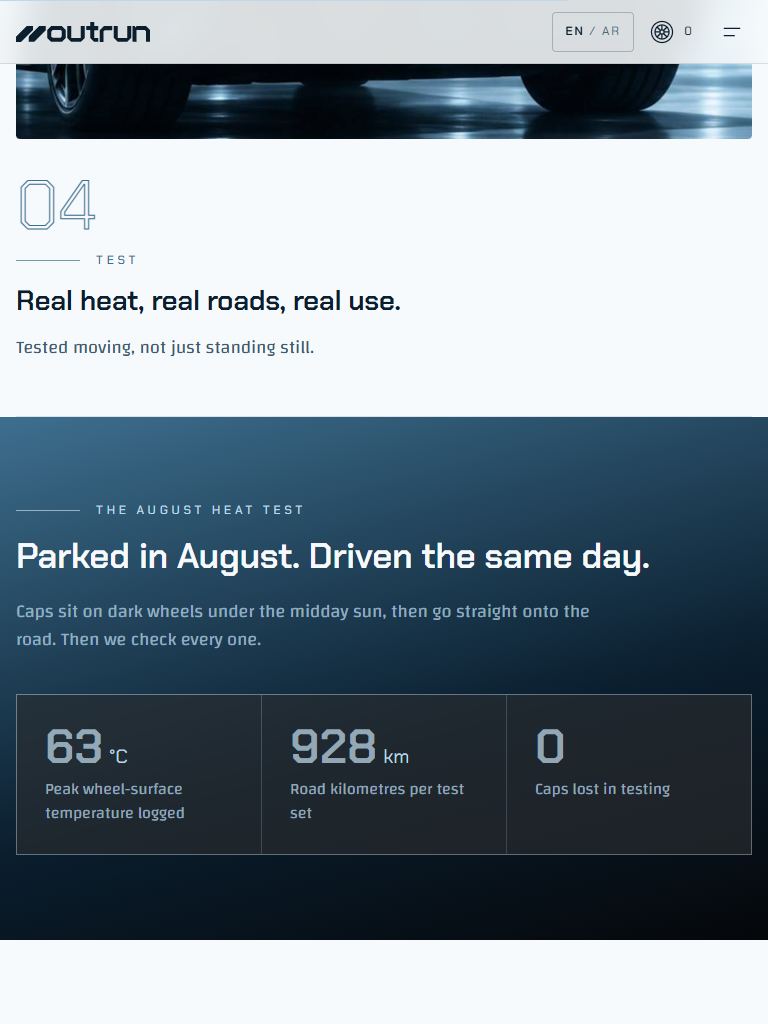 outrun
EN / AR
0
04
TEST
Real heat, real roads, real use.
Tested moving, not just standing still.
THE AUGUST HEAT TEST
Parked in August. Driven the same day.
Caps sit on dark wheels under the midday sun, then go straight onto the
road. Then we check every one.
63 °C
Peak wheel-surface
temperature logged
928 km
Road kilometres per test
set
0
Caps lost in testing